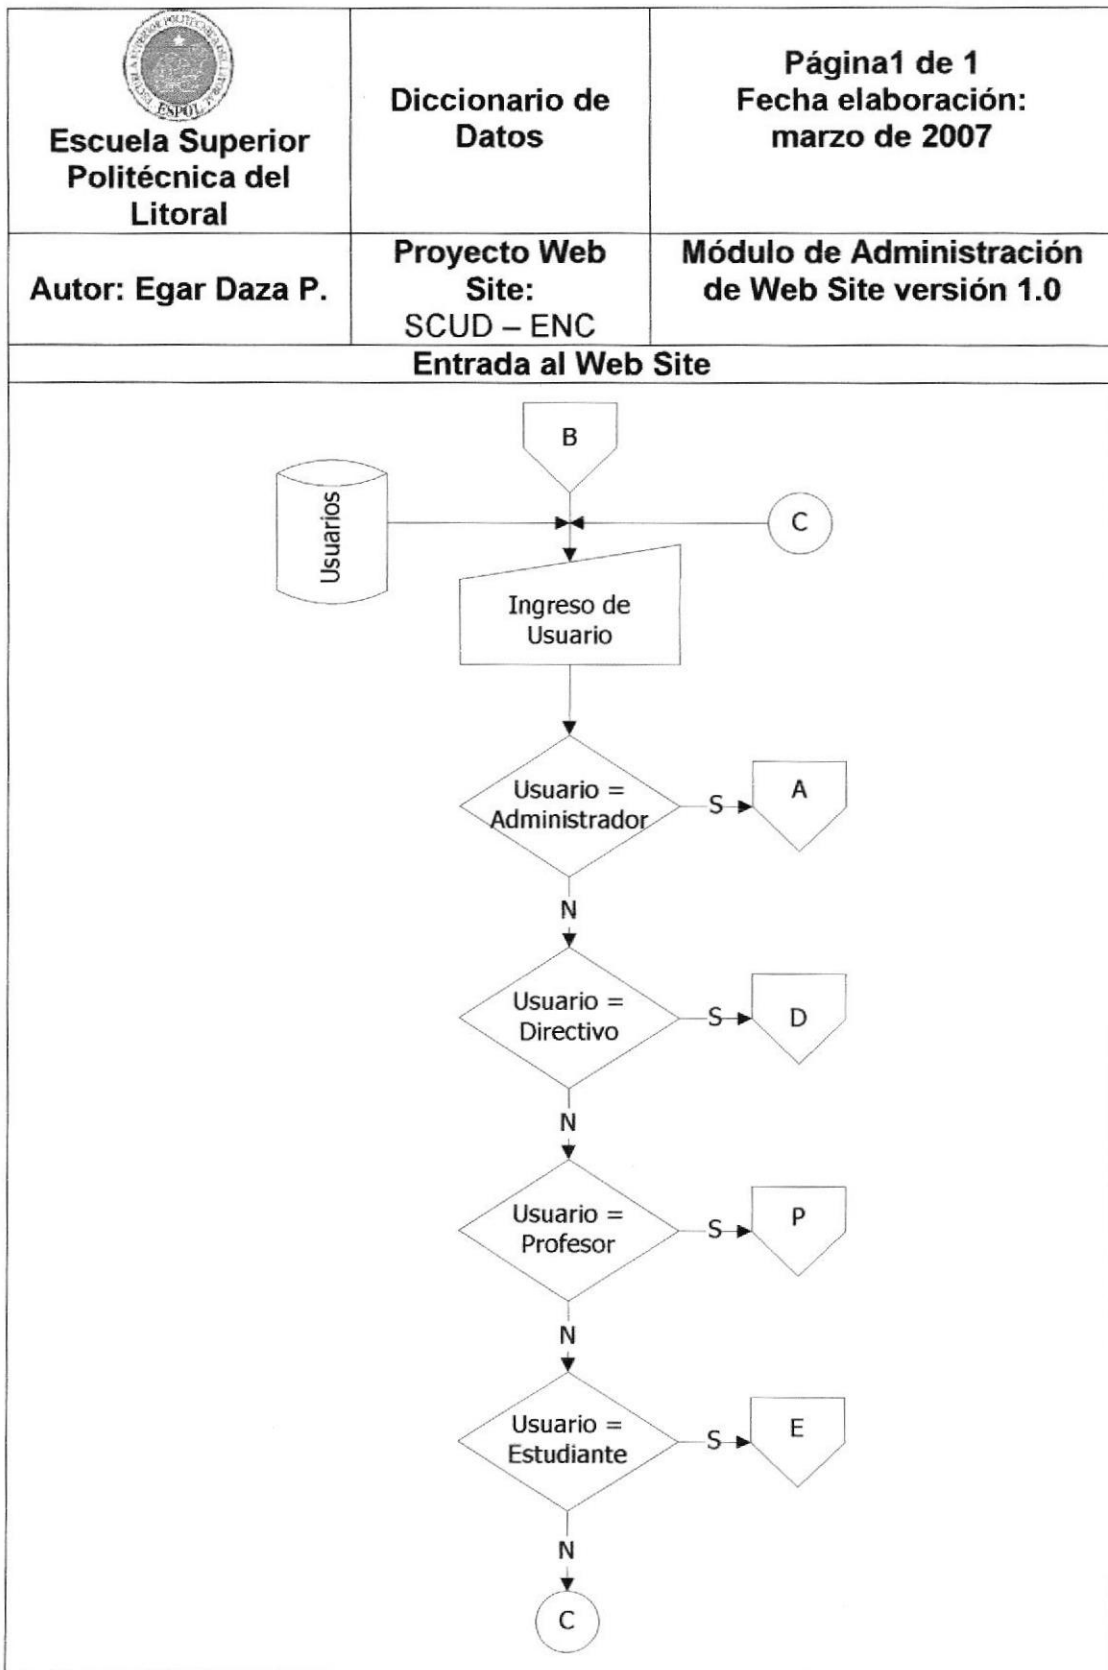 ESPOL
Escuela Superior
Politécnica del
Litoral
Diccionario de
Datos
Página1 de 1
Fecha elaboración:
marzo de 2007
Autor: Egar Daza P.
Proyecto Web
Site:
SCUD – ENC
Módulo de Administración
de Web Site versión 1.0
Entrada al Web Site
B
Usuarios
C
Ingreso de
Usuario
Usuario =
Administrador
S
A
N
Usuario =
Directivo
S
D
N
Usuario =
Profesor
S
P
N
Usuario =
Estudiante
S
E
N
C